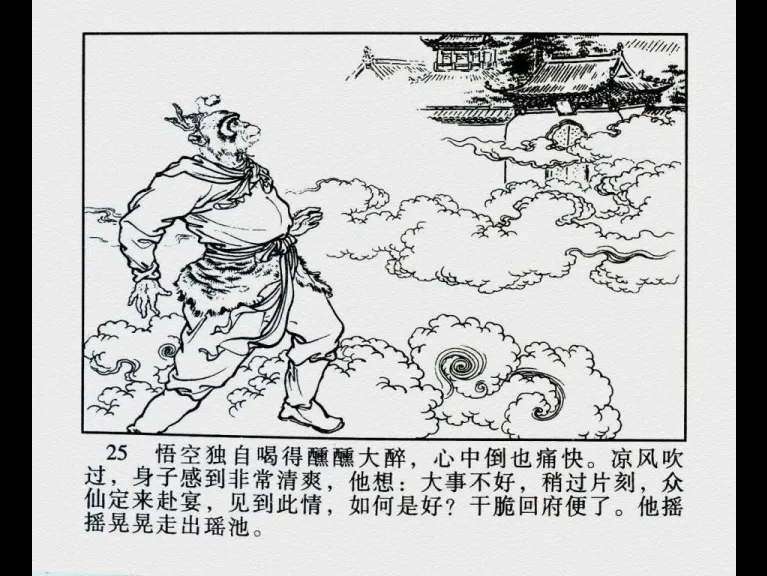 25 悟空独自喝得醺醺大醉，心中倒也痛快。凉风吹
过，身子感到非常清爽，他想：大事不好，稍过片刻，众
仙定来赴宴，见到此情，如何是好？干脆回府便了。他摇
摇晃晃走出瑶池。